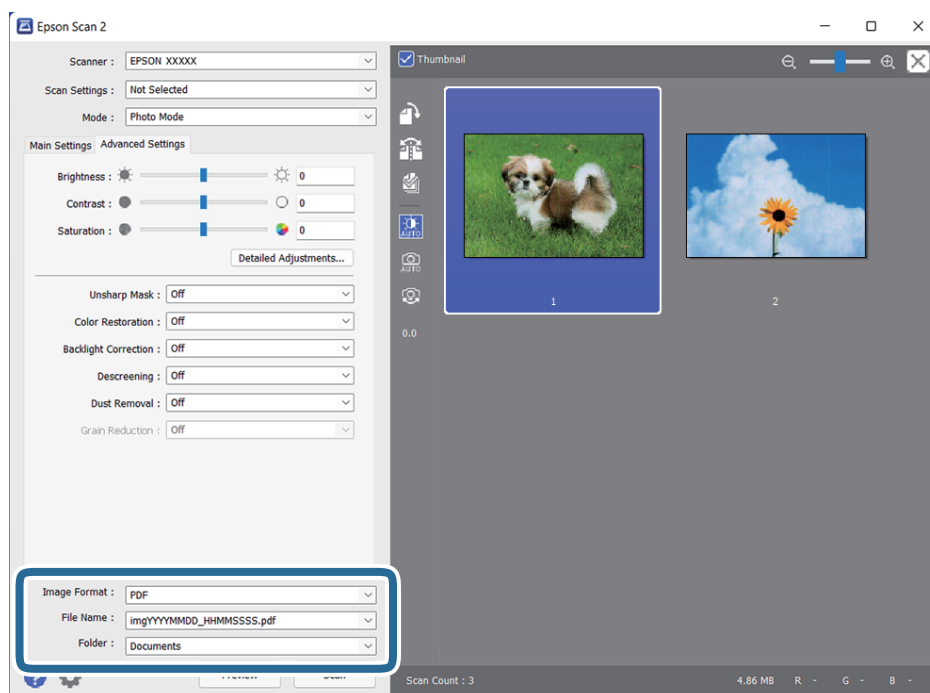 Epson Scan 2
Scanner : EPSON XXXXX
Scan Settings : Not Selected
Mode : Photo Mode
Main Settings Advanced Settings
Brightness : 0
Contrast : 0
Saturation : 0
Detailed Adjustments...
Unsharp Mask : Off
Color Restoration : Off
Backlight Correction : Off
Descreening : Off
Dust Removal : Off
Grain Reduction : Off
Image Format : PDF
File Name : imgYYYYMMDD_HHMMSSSS.pdf
Folder : Documents
Thumbnail
AUTO
AUTO
0.0
1
2
Scan Count : 3
4.86 MB R - G - B -